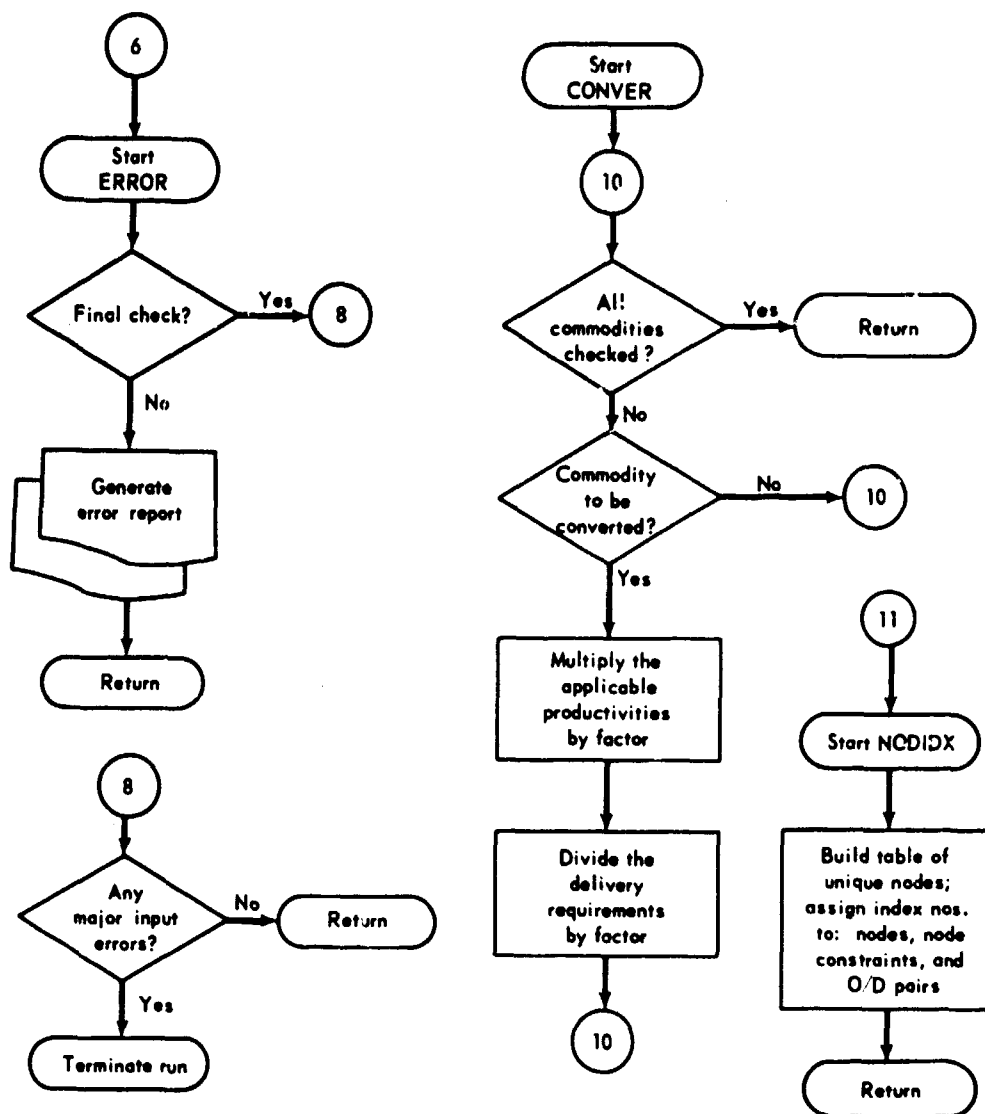 6
Start
ERROR
Final check?
Yes
8
No
Generate
error report
Return
8
Any
major input
errors?
No
Return
Yes
Terminate run
Start
CONVER
10
All
commodities
checked?
Yes
Return
No
Commodity
to be
converted?
No
10
Yes
Multiply the
applicable
productivities
by factor
Divide the
delivery
requirements
by factor
10
11
Start NODIDX
Build table of
unique nodes;
assign index nos.
to: nodes, node
constraints, and
O/D pairs
Return